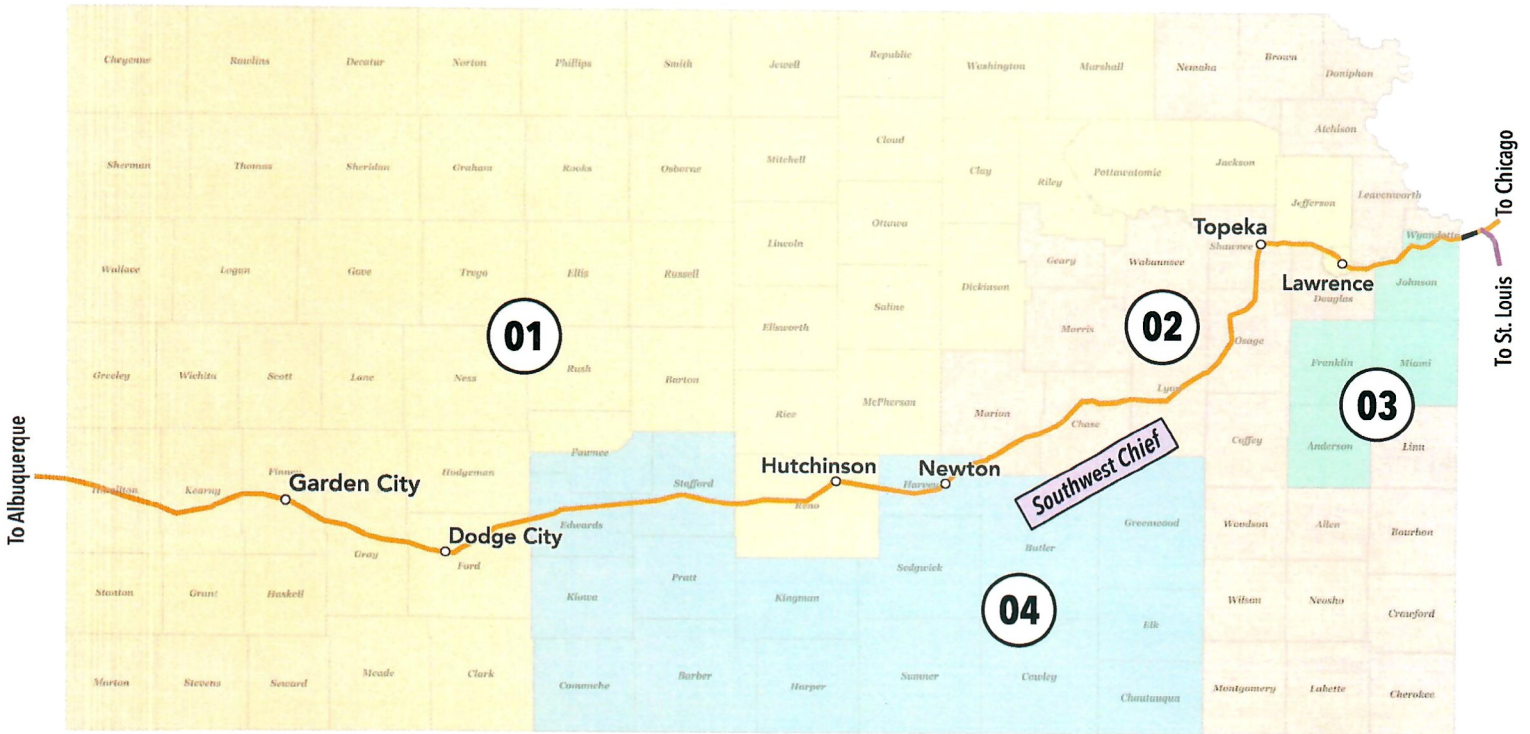 Cheyenne
Rawlins
Decatur
Norton
Phillips
Smith
Jewell
Republic
Washington
Marshall
Nemaha
Brown
Doniphan
Atchison
Sherman
Thomas
Sheridan
Graham
Rooks
Osborne
Mitchell
Cloud
Clay
Riley
Pottawatomie
Jackson
Jefferson
Leavenworth
To Chicago
Ottawa
Lincoln
Topeka
Shawnee
Wyandotte
Wallace
Logan
Gove
Trego
Ellis
Russell
Saline
Dickinson
Geary
Wabaunsee
Lawrence
Douglas
Johnson
To St. Louis
01
Ellsworth
Morris
02
Osage
Franklin
Miami
Greeley
Wichita
Scott
Lane
Ness
Rush
Barton
Rice
McPherson
Marion
Chase
Lyon
03
Coffey
Anderson
Linn
To Albuquerque
Hamilton
Kearny
Finney
Garden City
Hodgeman
Pawnee
Stafford
Hutchinson
Reno
Newton
Harvey
Southwest Chief
Edwards
Dodge City
Gray
Ford
Greenwood
Butler
Sedgwick
Woodson
Allen
Bourbon
Stanton
Grant
Haskell
Kiowa
Pratt
Kingman
04
Elk
Wilson
Neosho
Crawford
Morton
Stevens
Seward
Meade
Clark
Comanche
Barber
Harper
Sumner
Cowley
Chautauqua
Montgomery
Labette
Cherokee